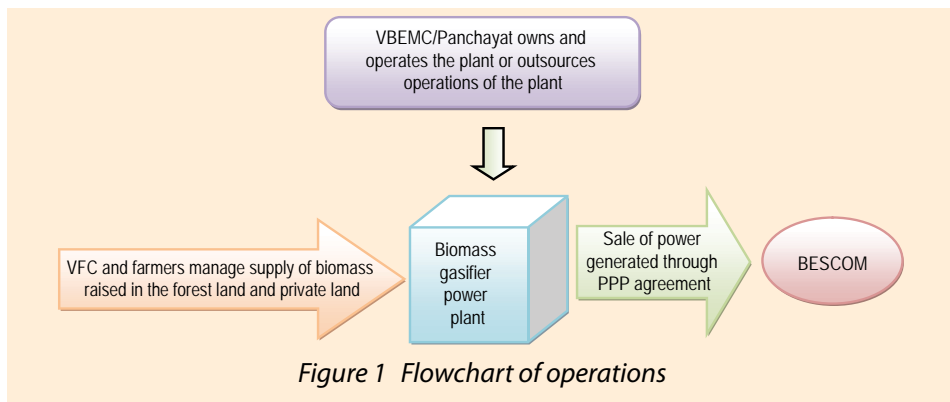 VBEMC/Panchayat owns and
operates the plant or outsources
operations of the plant
VFC and farmers manage supply of biomass
raised in the forest land and private land
Biomass
gasifier
power
plant
Sale of power
generated through
PPP agreement
BESCOM
Figure 1 Flowchart of operations